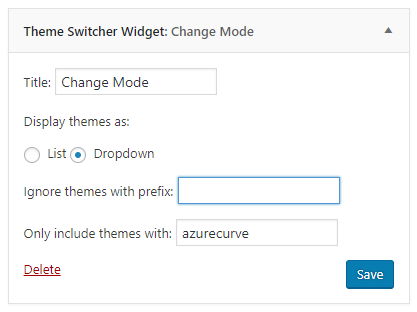 Theme Switcher Widget: Change Mode
Title: Change Mode
Display themes as:
List Dropdown
Ignore themes with prefix:
Only include themes with: azurecurve
Delete Save